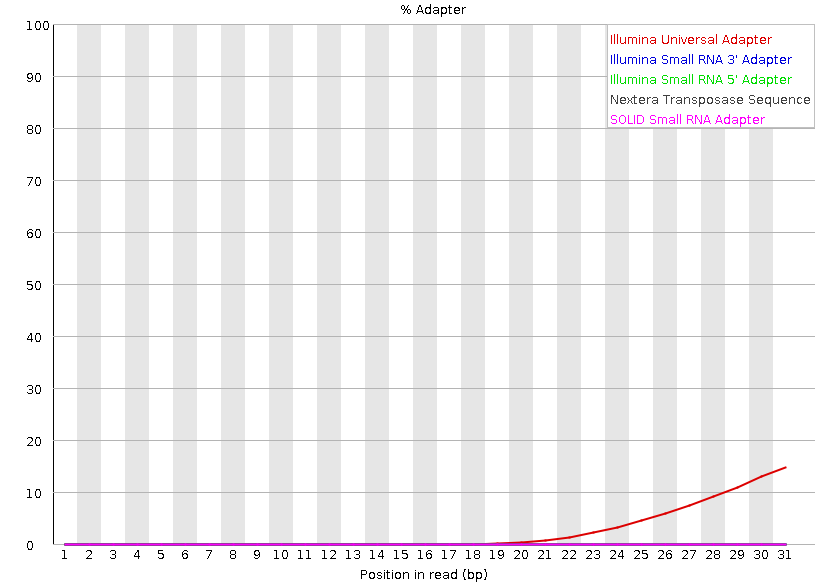 % Adapter
100
90
80
70
60
50
40
30
20
10
0
Illumina Universal Adapter
Illumina Small RNA 3' Adapter
Illumina Small RNA 5' Adapter
Nextera Transposase Sequence
SOLID Small RNA Adapter
1 2 3 4 5 6 7 8 9 10 11 12 13 14 15 16 17 18 19 20 21 22 23 24 25 26 27 28 29 30 31
Position in read (bp)